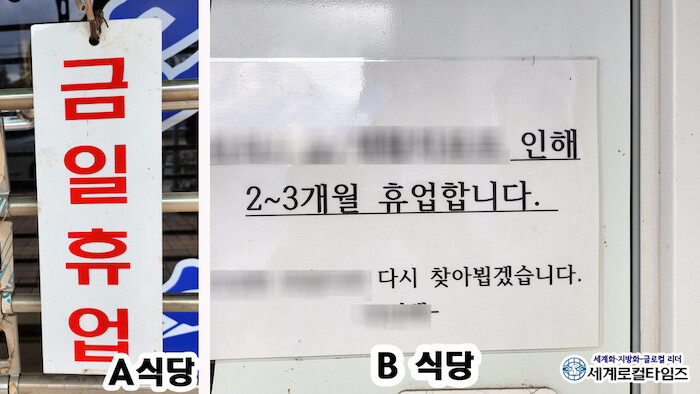 금
일
휴
업
A식당
인해
2~3개월 휴업합니다.
다시 찾아뵙겠습니다.
B 식당
세계화·지방화·글로컬 리더
세계로컬타임즈